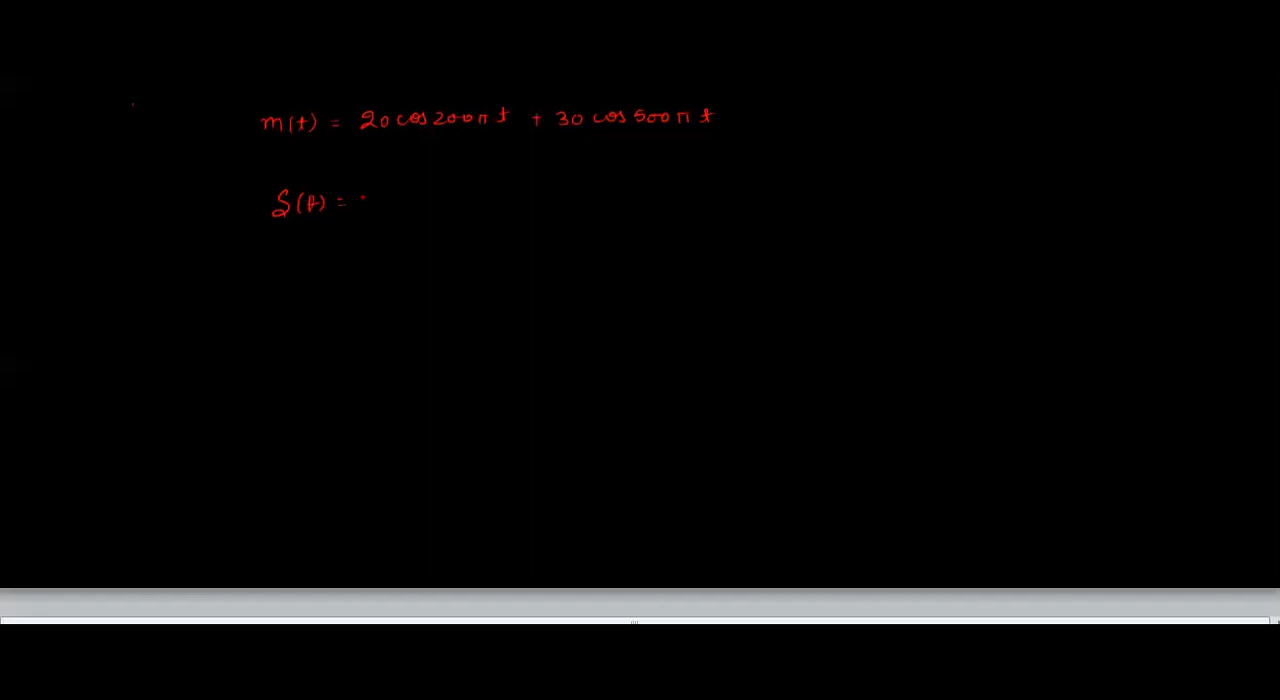 m(t) = 20 cos 200π t + 30 cos 500π t
S(t) =